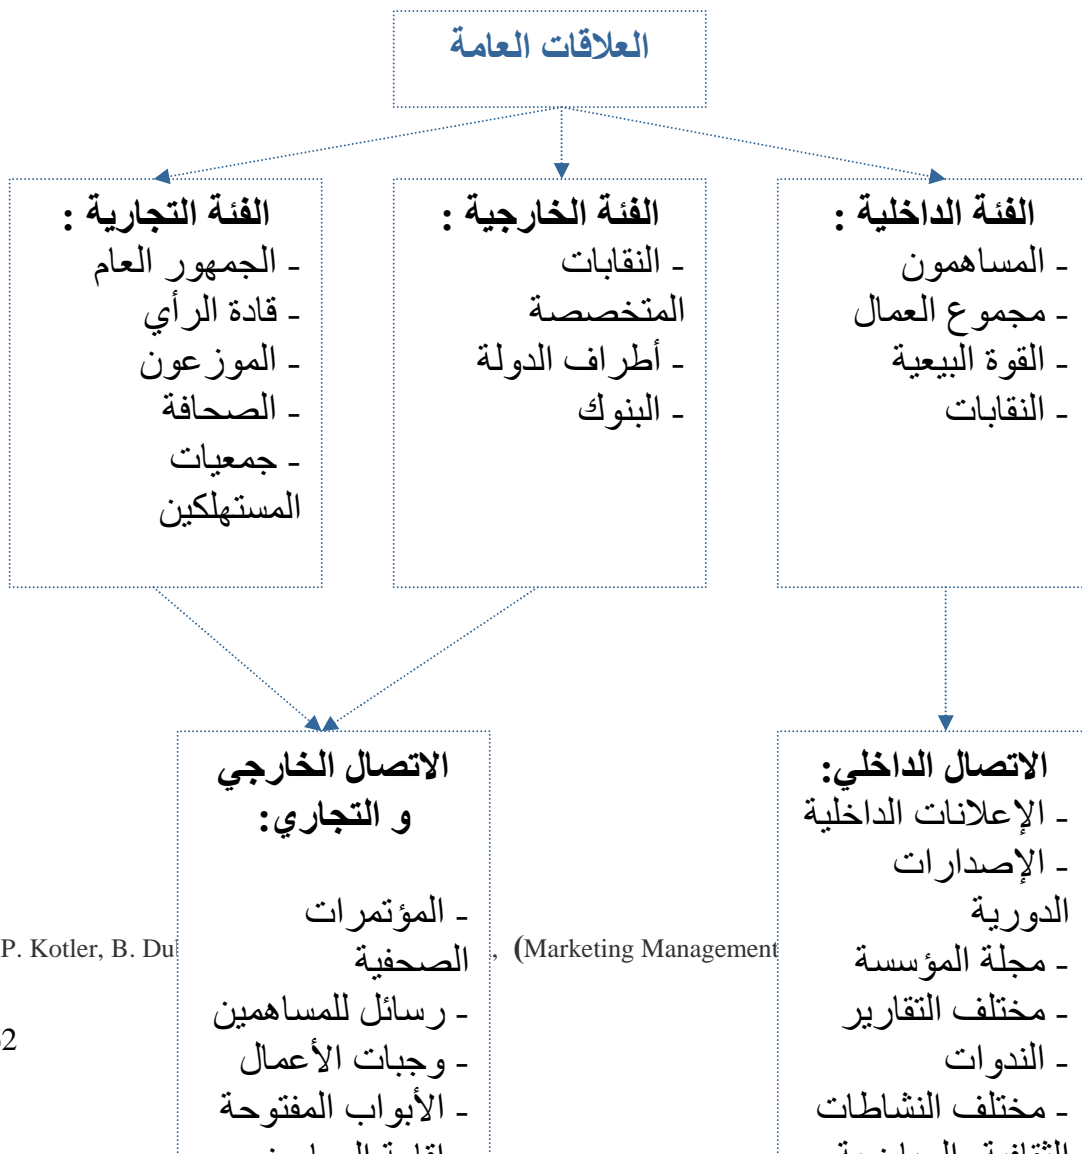 العلاقات العامة
الفئة الداخلية :
- المساهمون
- مجموع العمال
- القوة البيعية
- النقابات
الفئة الخارجية :
- النقابات
المتخصصة
- أطراف الدولة
- البنوك
الفئة التجارية :
- الجمهور العام
- قادة الرأي
- الموزعون
- الصحافة
- جمعيات
المستهلكين
الاتصال الداخلي:
- الإعلانات الداخلية
- الإصدارات
الدورية
- مجلة المؤسسة
- مختلف التقارير
- الندوات
- مختلف النشاطات
الاتصال الخارجي
و التجاري:
- المؤتمرات
الصحفية
- رسائل للمساهمين
- وجبات الأعمال
- الأبواب المفتوحة
P. Kotler, B. Du , (Marketing Management
2